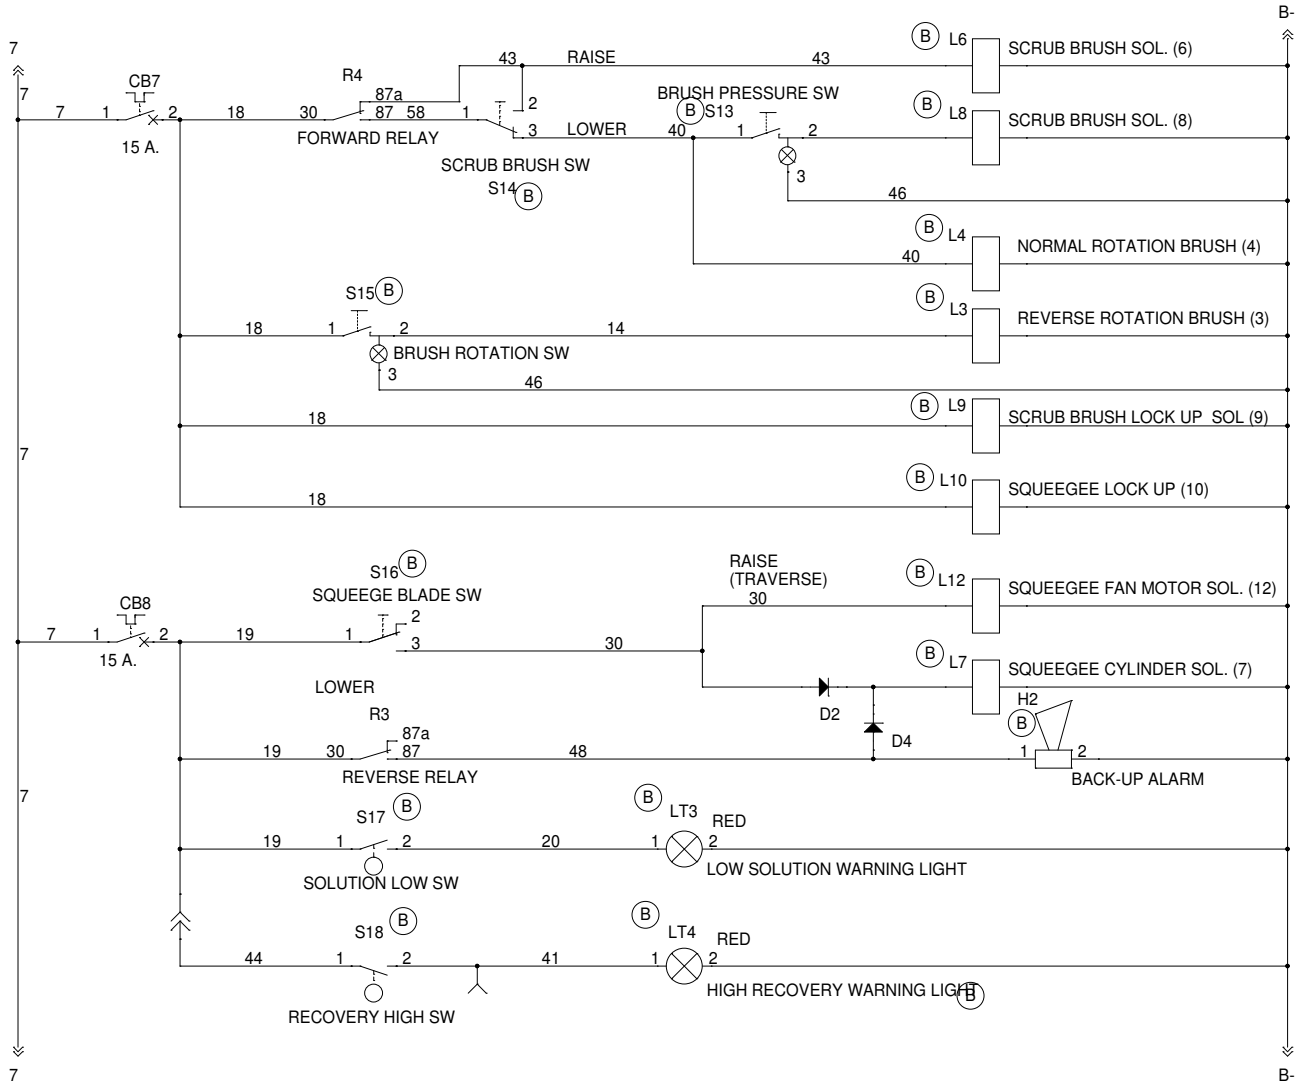 B-
7
7
CB7
7
1
2
15 A.
18
R4
30
87a
87
58
FORWARD RELAY
43
RAISE
43
1
2
3
LOWER
SCRUB BRUSH SW
S14
B
BRUSH PRESSURE SW
B
S13
40
1
2
3
46
B
L6
SCRUB BRUSH SOL. (6)
B
L8
SCRUB BRUSH SOL. (8)
B
L4
NORMAL ROTATION BRUSH (4)
40
B
L3
REVERSE ROTATION BRUSH (3)
S15
B
18
1
2
14
BRUSH ROTATION SW
3
46
18
B
L9
SCRUB BRUSH LOCK UP SOL (9)
7
18
B
L10
SQUEEGEE LOCK UP (10)
S16
B
SQUEEGE BLADE SW
RAISE
(TRAVERSE)
30
B
L12
SQUEEGEE FAN MOTOR SOL. (12)
CB8
7
1
2
15 A.
19
1
2
3
30
LOWER
B
L7
SQUEEGEE CYLINDER SOL. (7)
D2
D4
R3
19
30
87a
87
48
REVERSE RELAY
H2
B
1
2
BACK-UP ALARM
7
S17
B
19
1
2
20
SOLUTION LOW SW
B
LT3
RED
1
2
LOW SOLUTION WARNING LIGHT
S18
B
44
1
2
41
RECOVERY HIGH SW
B
LT4
RED
1
2
HIGH RECOVERY WARNING LIGHT
B
7
B-